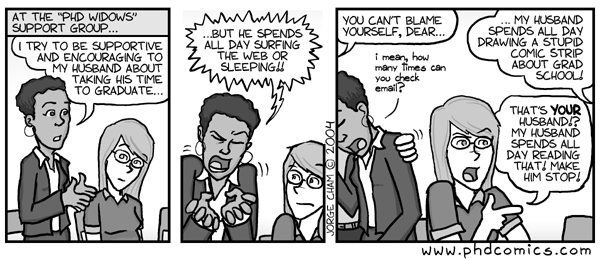 AT THE "PHD WIDOWS"
SUPPORT GROUP...
I TRY TO BE SUPPORTIVE
AND ENCOURAGING TO
MY HUSBAND ABOUT
TAKING HIS TIME
TO GRADUATE...
...BUT HE SPENDS
ALL DAY SURFING
THE WEB OR
SLEEPING!!
JORGE CHAM © 2004
YOU CAN'T BLAME
YOURSELF, DEAR...
i mean, how
many times can
you check
email?
... MY HUSBAND
SPENDS ALL DAY
DRAWING A STUPID
COMIC STRIP
ABOUT GRAD
SCHOOL!
THAT'S YOUR
HUSBAND!?
MY HUSBAND
SPENDS ALL
DAY READING
THAT! MAKE
HIM STOP!
www.phdcomics.com